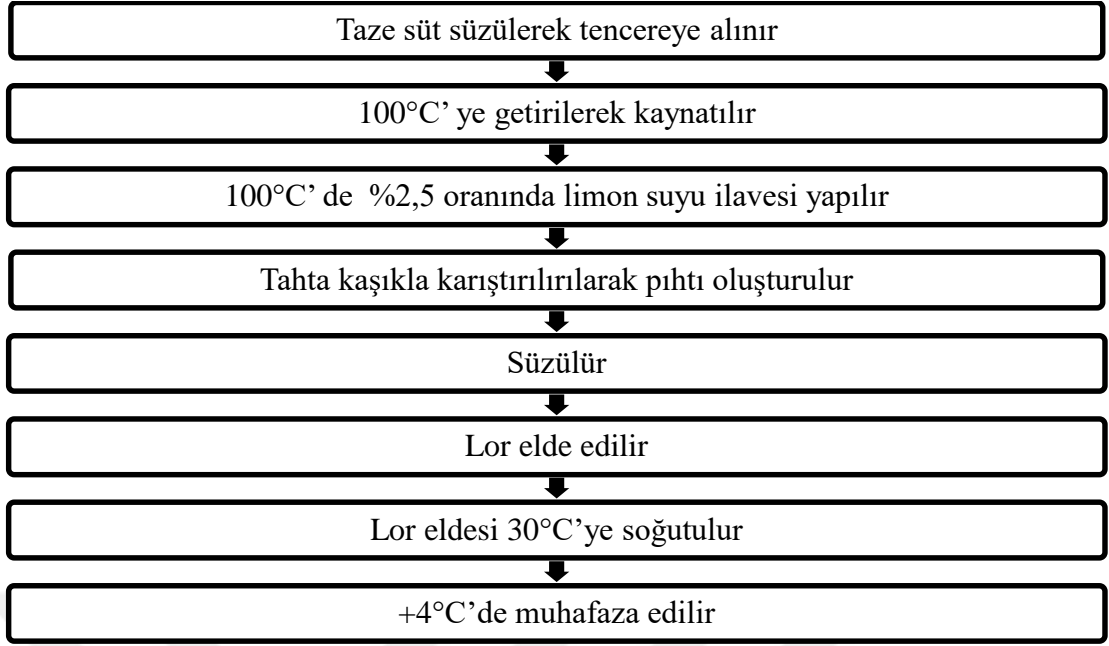 Taze süt süzülerek tencereye alınır
100°C’ ye getirilerek kaynatılır
100°C’ de %2,5 oranında limon suyu ilavesi yapılır
Tahta kaşıkla karıştırılırılarak pıhtı oluşturulur
Süzülür
Lor elde edilir
Lor eldesi 30°C’ye soğutulur
+4°C’de muhafaza edilir